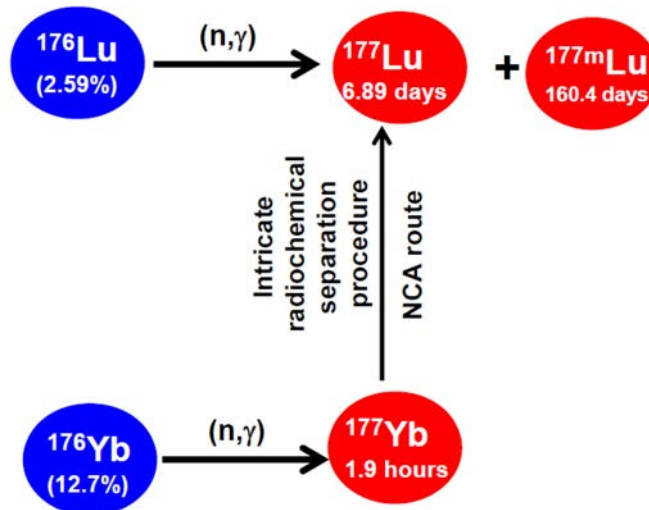 ¹⁷⁶Lu
(2.59%)
(n,γ)
¹⁷⁷Lu
6.89 days
+
¹⁷⁷ᵐLu
160.4 days
Intricate
radiochemical
separation
procedure
NCA route
¹⁷⁶Yb
(12.7%)
(n,γ)
¹⁷⁷Yb
1.9 hours